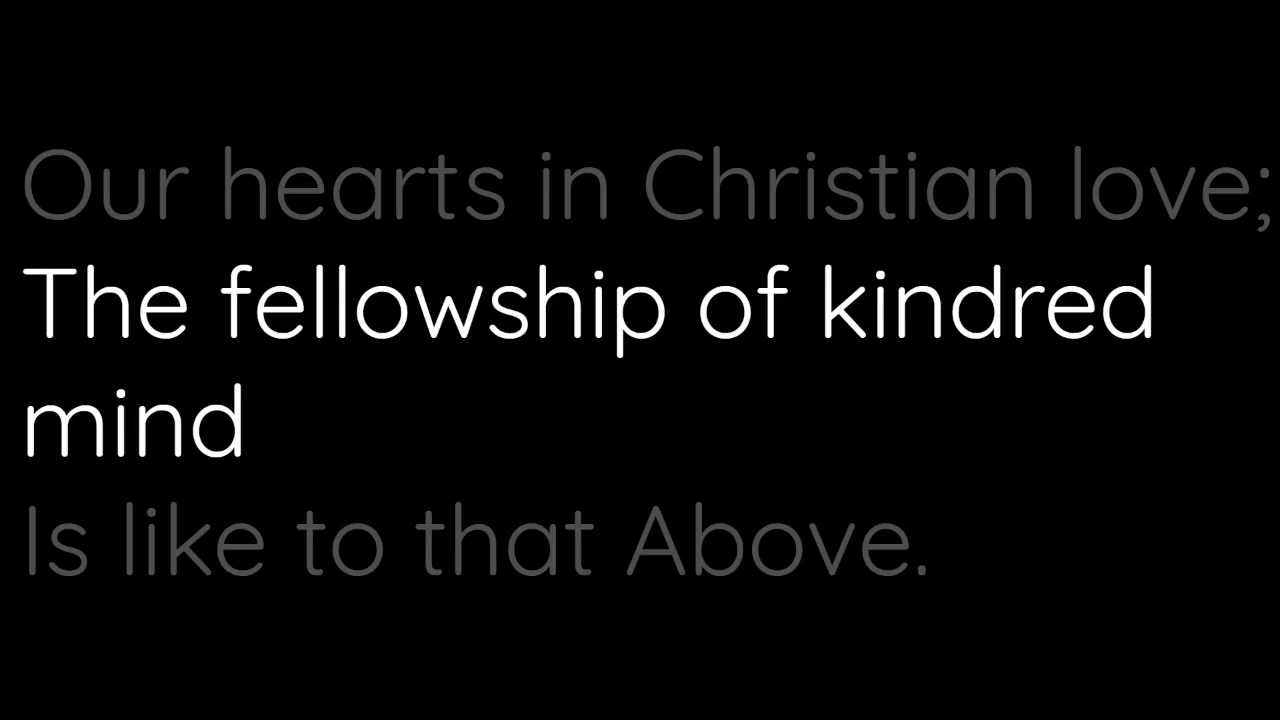 Our hearts in Christian love;
The fellowship of kindred
mind
Is like to that Above.